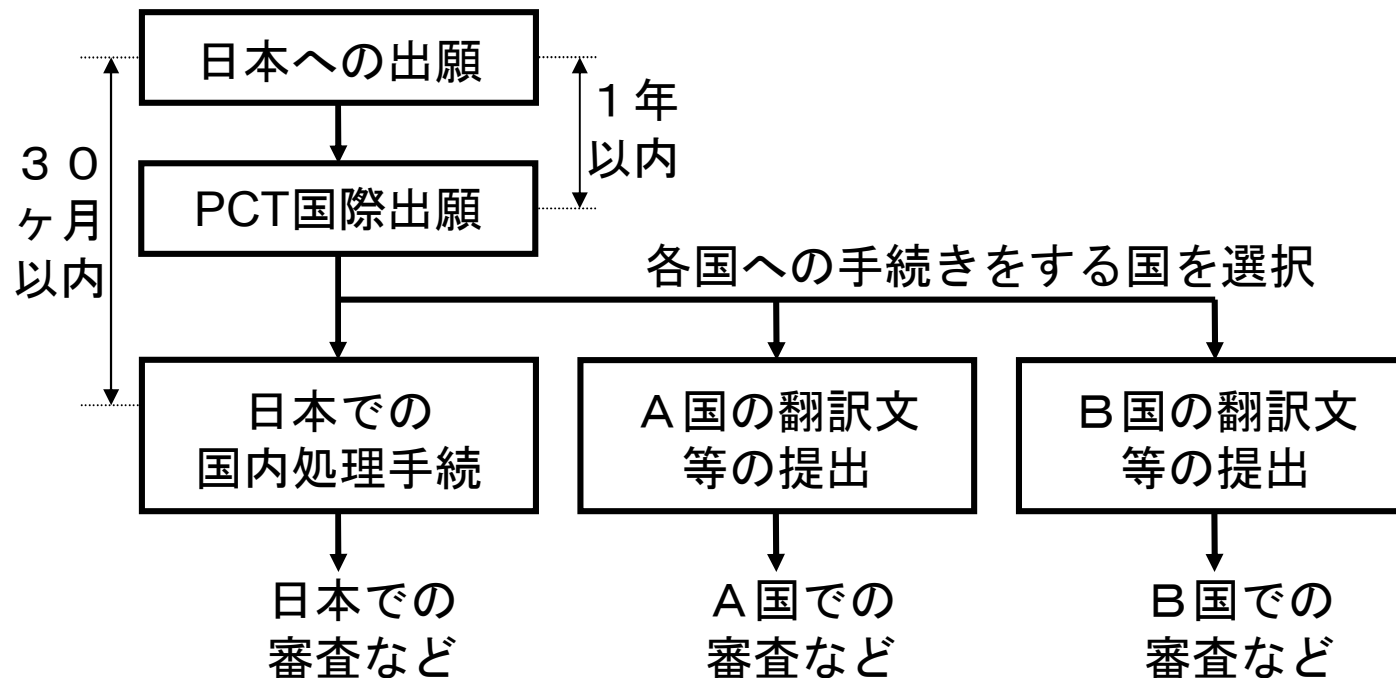 日本への出願
１年
以内
３０
ヶ月
以内
PCT国際出願
各国への手続きをする国を選択
日本での
国内処理手続
Ａ国の翻訳文
等の提出
Ｂ国の翻訳文
等の提出
日本での
審査など
Ａ国での
審査など
Ｂ国での
審査など